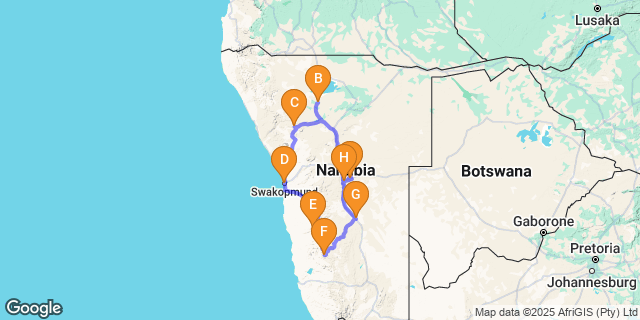 Lusaka
B
C
D
H
Namibia
Botswana
Swakopmund
G
E
F
Gaborone
Pretoria
Johannesburg
Google
Map data ©2025 AfriGIS (Pty) Ltd